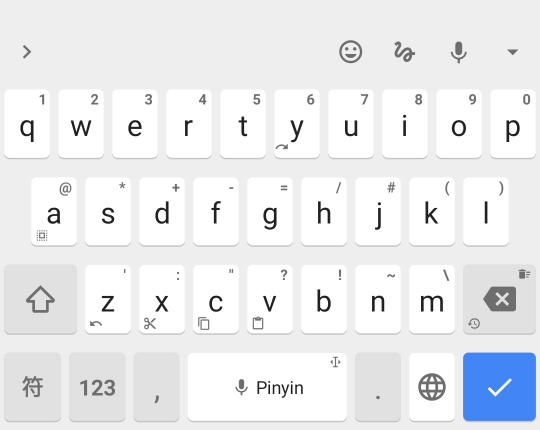 1 2 3 4 5 6 7 8 9 0
q w e r t y u i o p
@ * + - = / # ( )
a s d f g h j k l
' : " ? ! ~ \
z x c v b n m
符 123 , Pinyin .